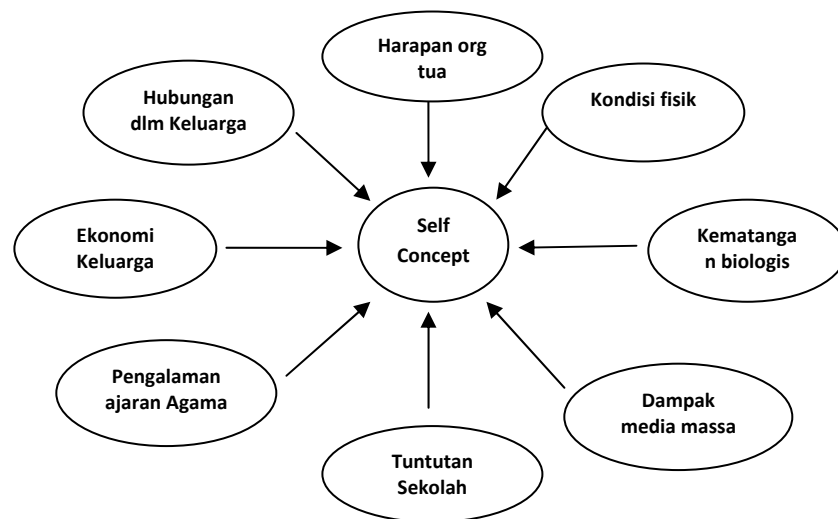 Harapan org
tua
Hubungan
dlm Keluarga
Kondisi fisik
Self
Concept
Ekonomi
Keluarga
Kematanga
n biologis
Pengalaman
ajaran Agama
Dampak
media massa
Tuntutan
Sekolah